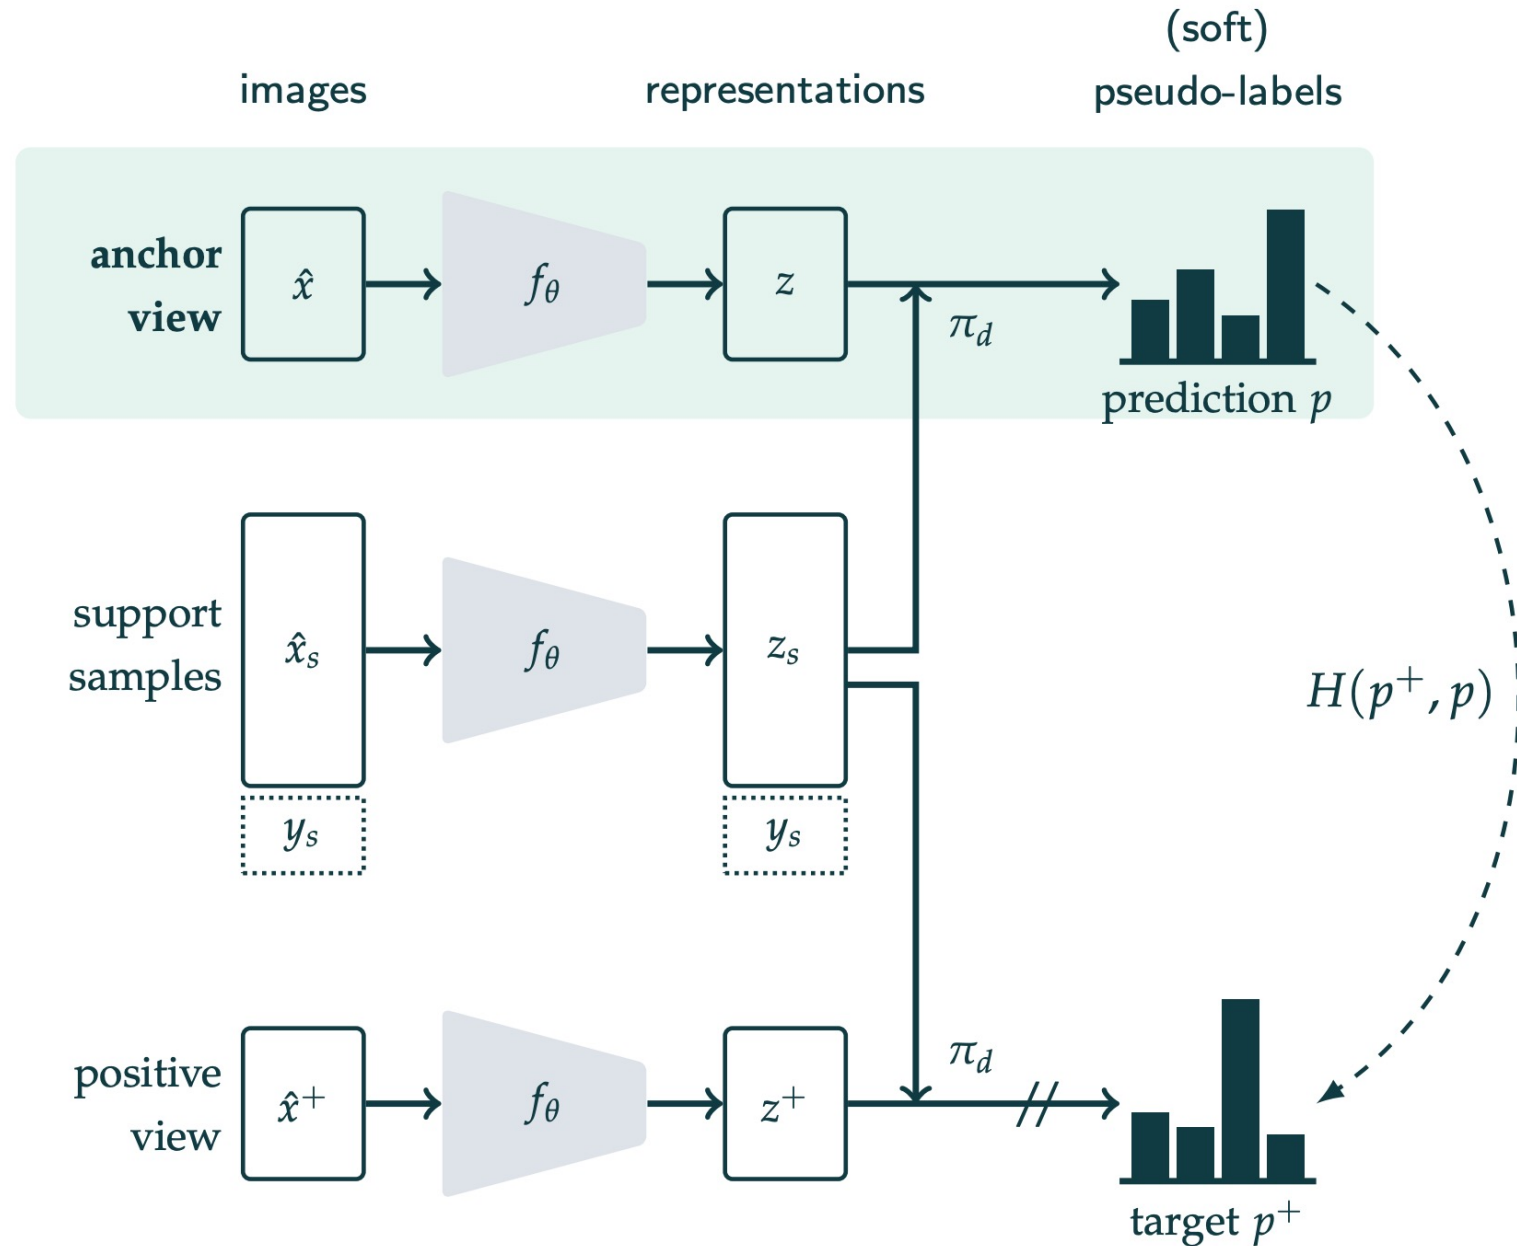 (soft)
images representations pseudo-labels
anchor
view
x̂ f_θ z
π_d
prediction p
support
samples
x̂_s f_θ z_s
H(p⁺, p)
y_s y_s
positive
view
x̂⁺ f_θ z⁺
π_d
target p⁺